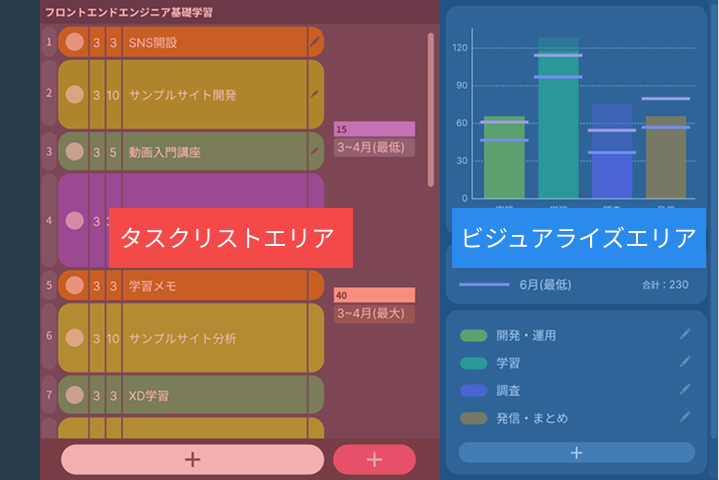 フロントエンドエンジニア基礎学習
1 3 3 SNS開設
2 3 10 サンプルサイト開発
15
3~4月(最低)
3 3 5 動画入門講座
4 3
タスクリストエリア
5 3 3 学習メモ
40
3~4月(最大)
6 3 10 サンプルサイト分析
7 3 3 XD学習
+ +
120
90
60
30
0
ビジュアライズエリア
6月(最低) 合計：230
開発・運用
学習
調査
発信・まとめ
+